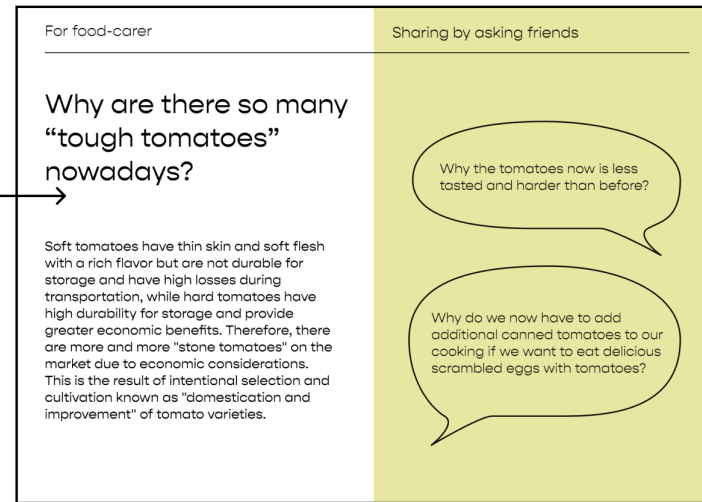 For food-carer
Why are there so many
“tough tomatoes”
nowadays?
Soft tomatoes have thin skin and soft flesh
with a rich flavor but are not durable for
storage and have high losses during
transportation, while hard tomatoes have
high durability for storage and provide
greater economic benefits. Therefore, there
are more and more "stone tomatoes" on the
market due to economic considerations.
This is the result of intentional selection and
cultivation known as "domestication and
improvement" of tomato varieties.
Sharing by asking friends
Why the tomatoes now is less
tasted and harder than before?
Why do we now have to add
additional canned tomatoes to our
cooking if we want to eat delicious
scrambled eggs with tomatoes?